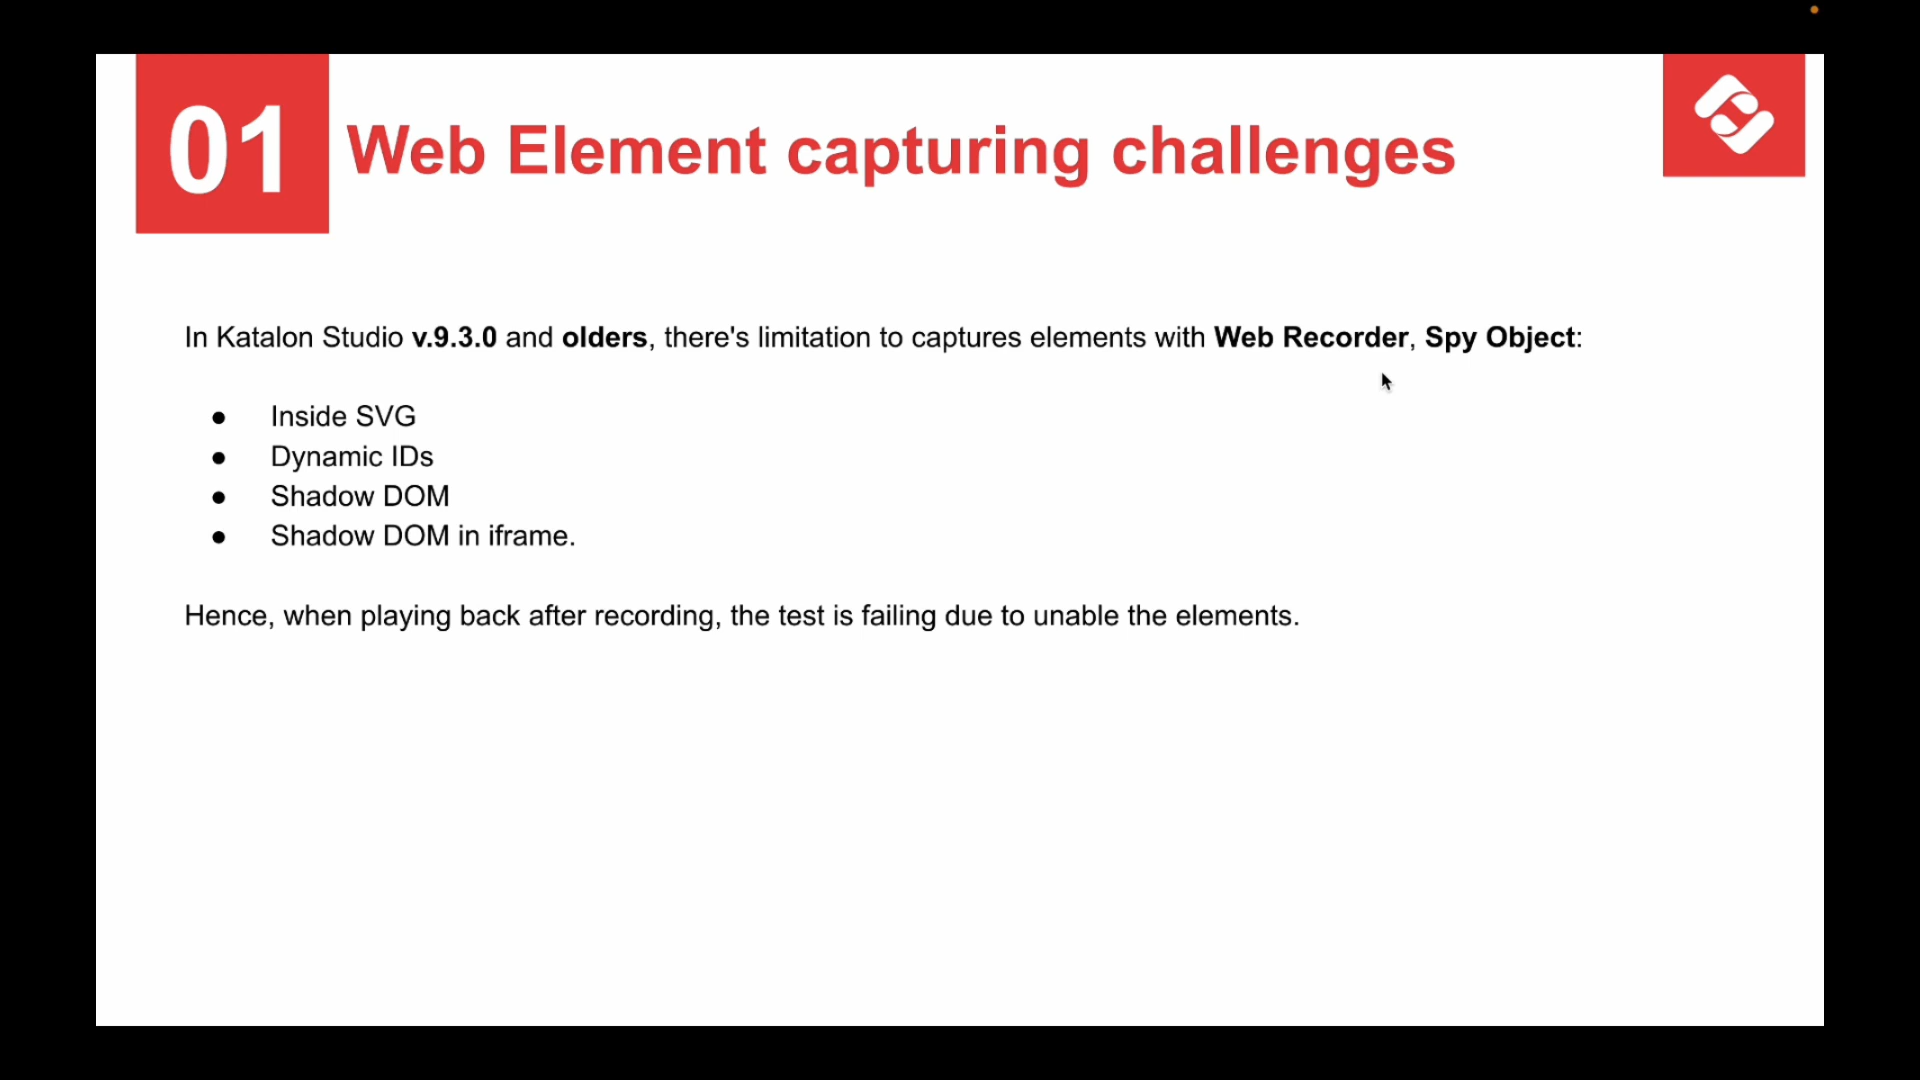 01 Web Element capturing challenges
In Katalon Studio v.9.3.0 and olders, there's limitation to captures elements with Web Recorder, Spy Object:
● Inside SVG
● Dynamic IDs
● Shadow DOM
● Shadow DOM in iframe.
Hence, when playing back after recording, the test is failing due to unable the elements.